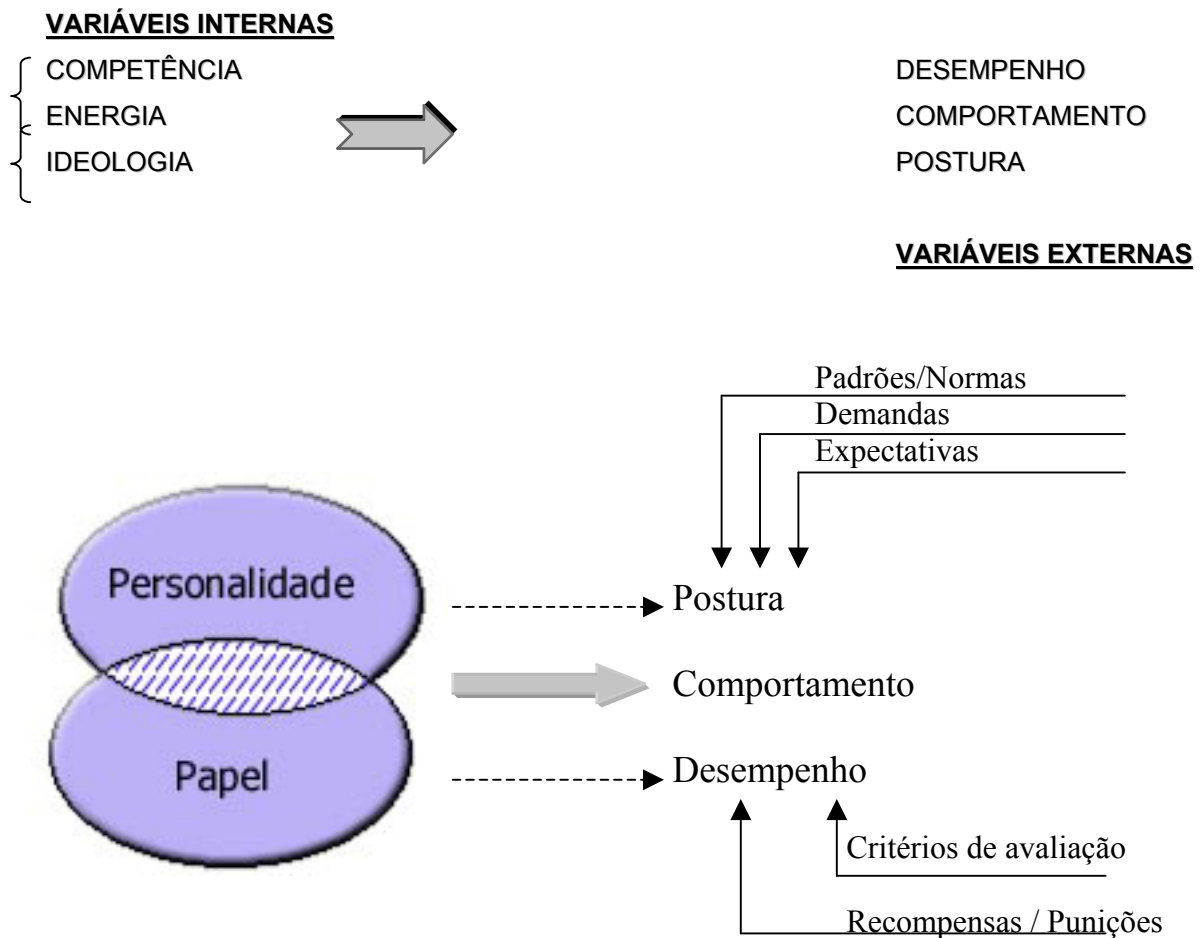 VARIÁVEIS INTERNAS
COMPETÊNCIA
ENERGIA
IDEOLOGIA
DESEMPENHO
COMPORTAMENTO
POSTURA
VARIÁVEIS EXTERNAS
Padrões/Normas
Demandas
Expectativas
Personalidade
Papel
Postura
Comportamento
Desempenho
Critérios de avaliação
Recompensas / Punições